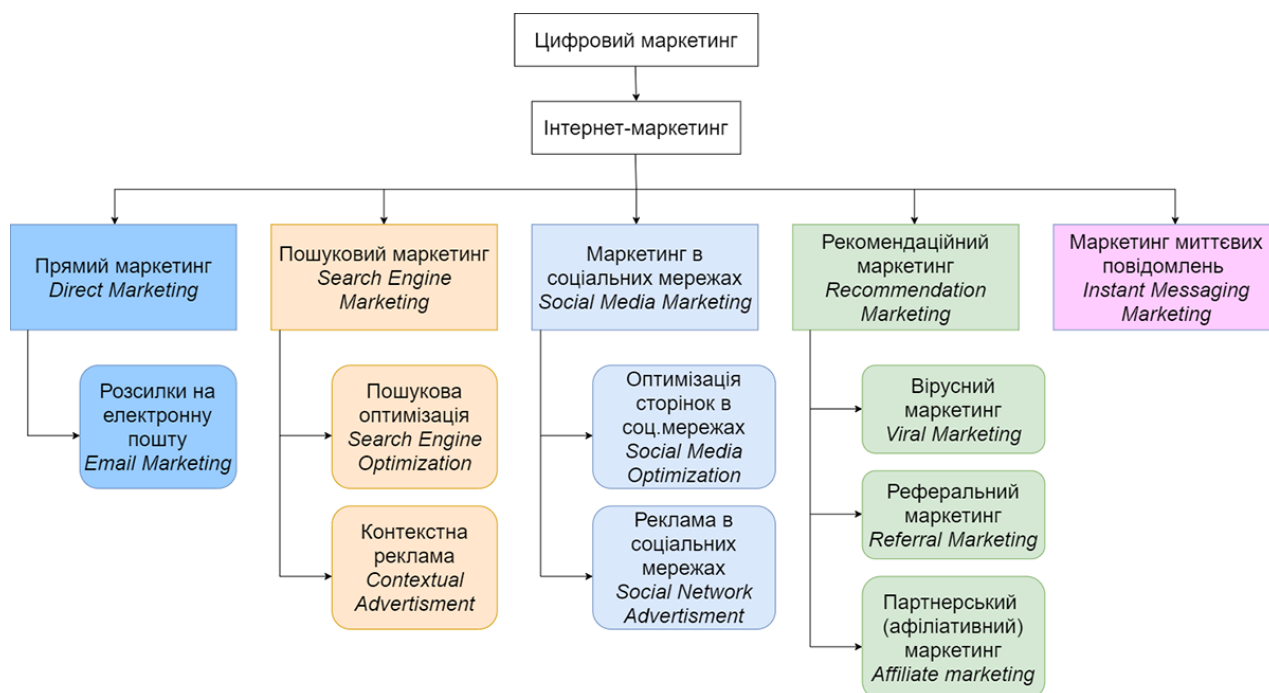 Цифровий маркетинг
Інтернет-маркетинг
Прямий маркетинг
Direct Marketing
Пошуковий маркетинг
Search Engine
Marketing
Маркетинг в
соціальних мережах
Social Media Marketing
Рекомендаційний
маркетинг
Recommendation
Marketing
Маркетинг миттєвих
повідомлень
Instant Messaging
Marketing
Розсилки на
електронну
пошту
Email Marketing
Пошукова
оптимізація
Search Engine
Optimization
Контекстна
реклама
Contextual
Advertisment
Оптимізація
сторінок в
соц.мережах
Social Media
Optimization
Реклама в
соціальних
мережах
Social Network
Advertisment
Вірусний
маркетинг
Viral Marketing
Реферальний
маркетинг
Referral Marketing
Партнерський
(афіліативний)
маркетинг
Affiliate marketing